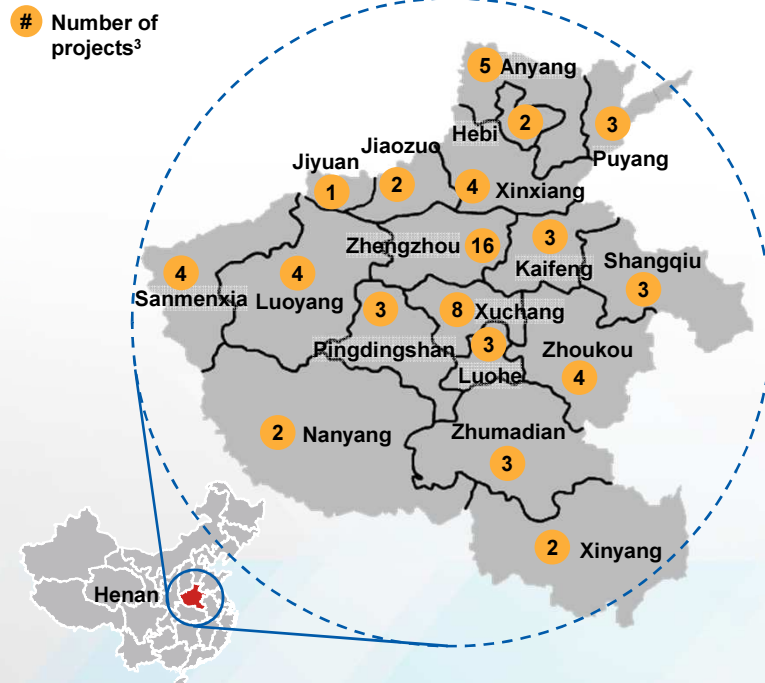 # Number of
projects³
5 Anyang
2
Hebi
3
Puyang
Jiaozuo
Jiyuan
1
2
4 Xinxiang
Zhengzhou 16
3
Kaifeng
Shangqiu
3
4
Sanmenxia
4
Luoyang
3
Pingdingshan
8 Xuchang
3
Luohe
Zhoukou
4
2 Nanyang
Zhumadian
3
2 Xinyang
Henan